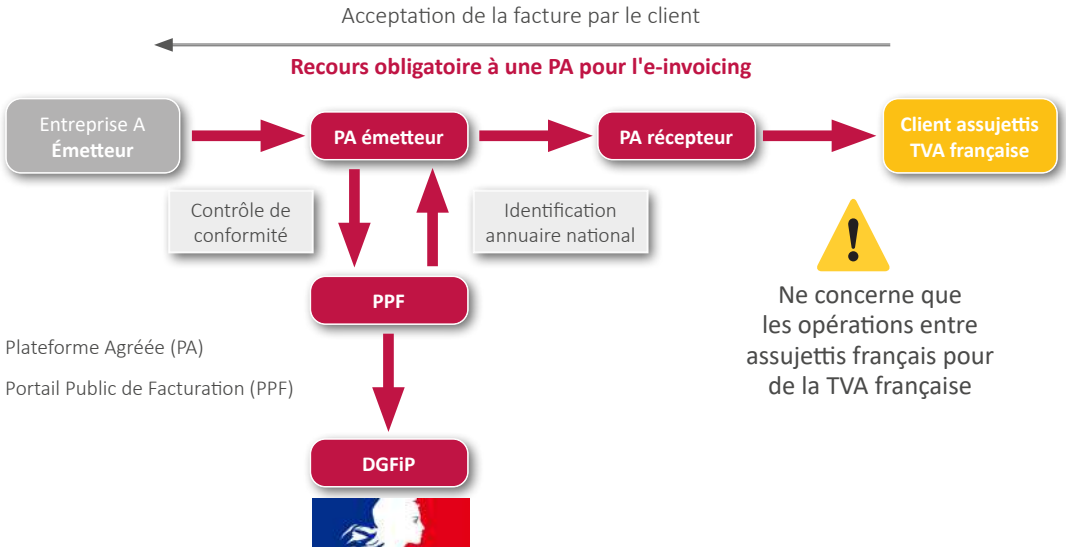 Acceptation de la facture par le client
Recours obligatoire à une PA pour l'e-invoicing
Entreprise A
Émetteur
PA émetteur
PA récepteur
Client assujettis
TVA française
Contrôle de
conformité
Identification
annuaire national
PPF
Ne concerne que
les opérations entre
assujettis français pour
de la TVA française
Plateforme Agréée (PA)
Portail Public de Facturation (PPF)
DGFiP